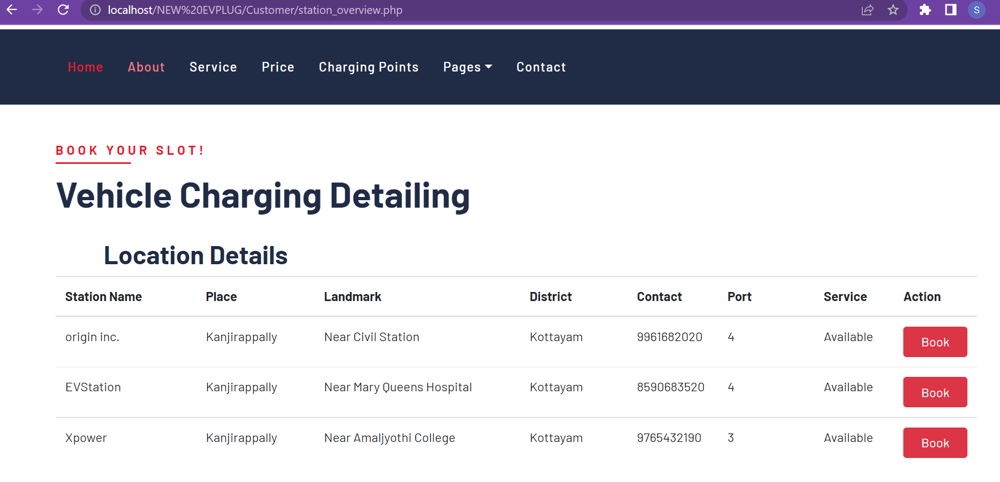 localhost/NEW%20EVPLUG/Customer/station_overview.php
S
Home About Service Price Charging Points Pages Contact
BOOK YOUR SLOT!
Vehicle Charging Detailing
Location Details
Station Name Place Landmark District Contact Port Service Action
origin inc. Kanjirappally Near Civil Station Kottayam 9961682020 4 Available Book
EVStation Kanjirappally Near Mary Queens Hospital Kottayam 8590683520 4 Available Book
Xpower Kanjirappally Near Amaljyothi College Kottayam 9765432190 3 Available Book